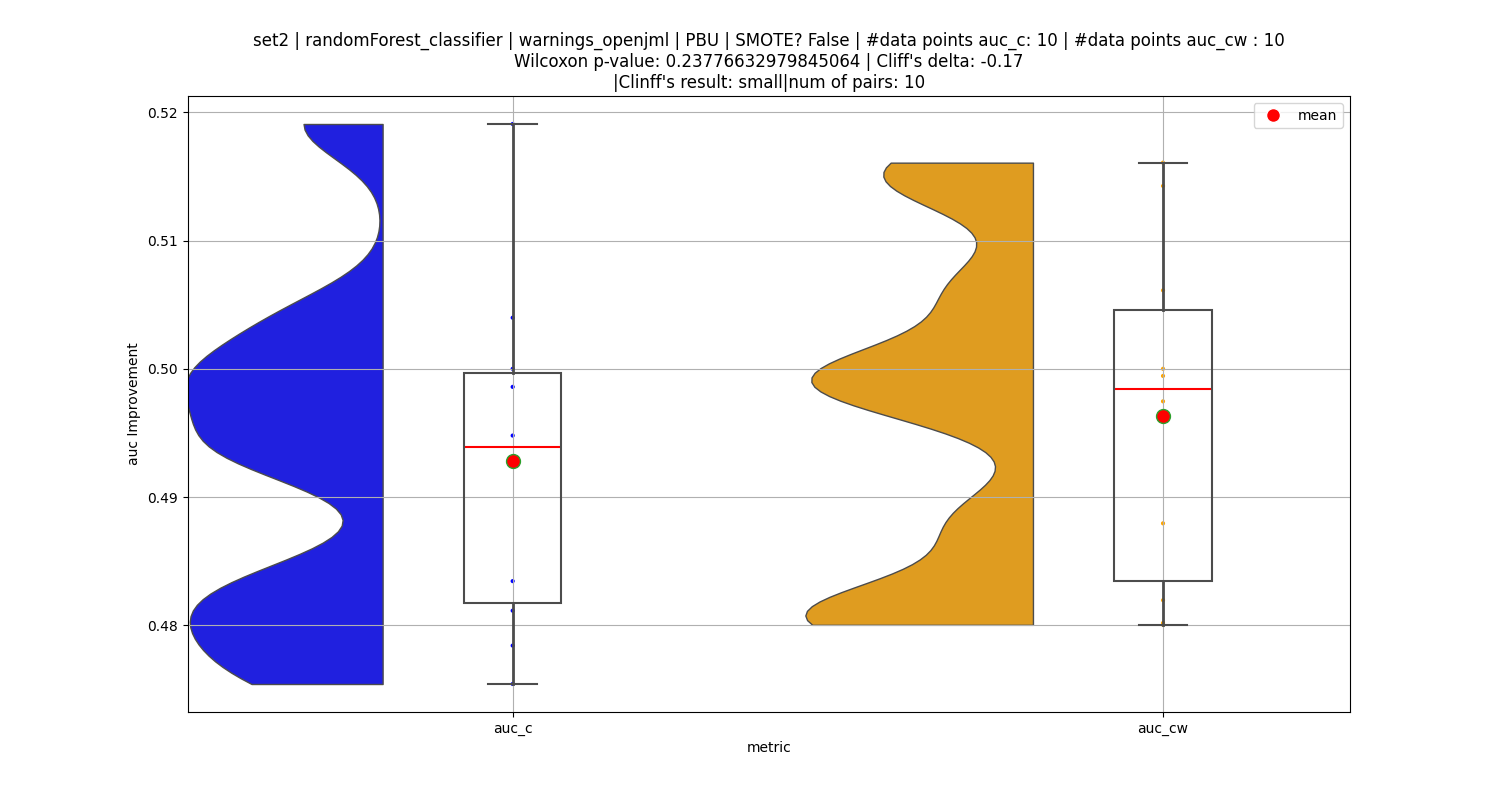 set2 | randomForest_classifier | warnings_openjml | PBU | SMOTE? False | #data points auc_c: 10 | #data points auc_cw : 10
Wilcoxon p-value: 0.23776632979845064 | Cliff's delta: -0.17
|Clinff's result: small|num of pairs: 10
mean
0.52
0.51
0.50
0.49
0.48
auc Improvement
auc_c
auc_cw
metric